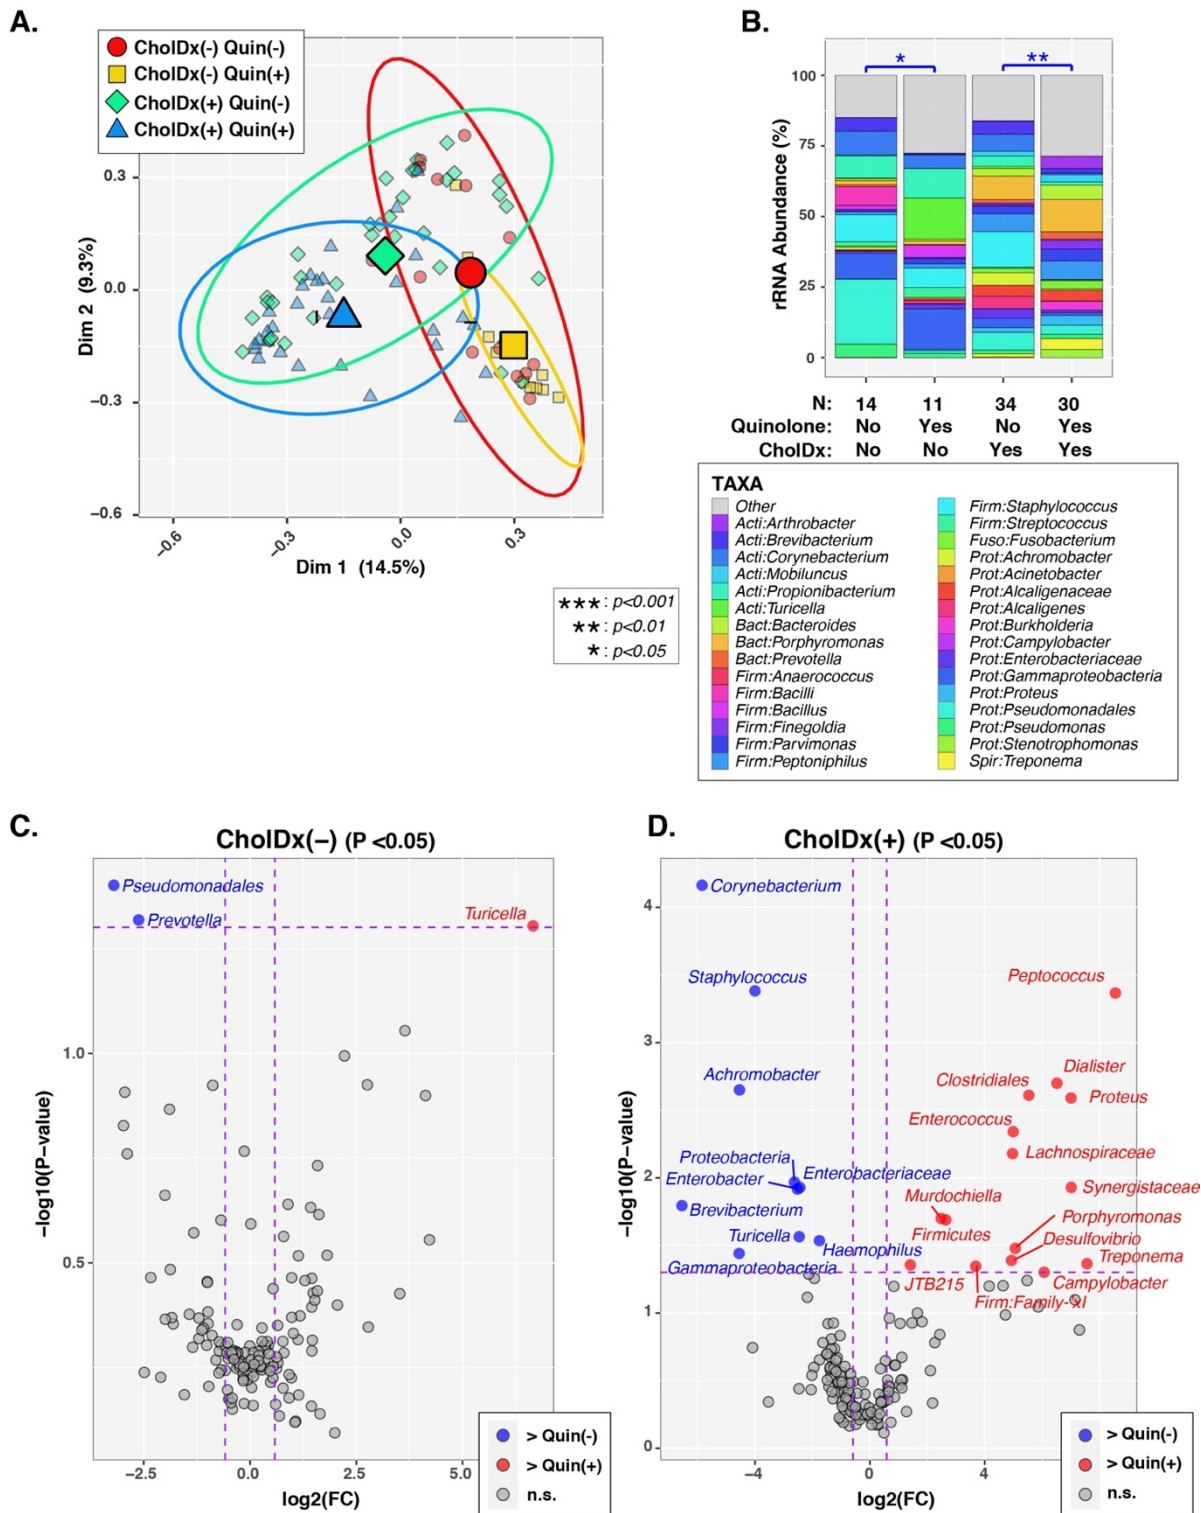 A.
CholDx(-) Quin(-)
CholDx(-) Quin(+)
CholDx(+) Quin(-)
CholDx(+) Quin(+)
Dim 2 (9.3%)
0.3
0.0
−0.3
−0.6
−0.6
−0.3
0.0
0.3
Dim 1 (14.5%)
***: p<0.001
**: p<0.01
*: p<0.05
B.
* **
rRNA Abundance (%)
100
75
50
25
0
N: 14 11 34 30
Quinolone: No Yes No Yes
CholDx: No No Yes Yes
TAXA
Other
Acti:Arthrobacter
Acti:Brevibacterium
Acti:Corynebacterium
Acti:Mobiluncus
Acti:Propionibacterium
Acti:Turicella
Bact:Bacteroides
Bact:Porphyromonas
Bact:Prevotella
Firm:Anaerococcus
Firm:Bacilli
Firm:Bacillus
Firm:Finegoldia
Firm:Parvimonas
Firm:Peptoniphilus
Firm:Staphylococcus
Firm:Streptococcus
Fuso:Fusobacterium
Prot:Achromobacter
Prot:Acinetobacter
Prot:Alcaligenaceae
Prot:Alcaligenes
Prot:Burkholderia
Prot:Campylobacter
Prot:Enterobacteriaceae
Prot:Gammaproteobacteria
Prot:Proteus
Prot:Pseudomonadales
Prot:Pseudomonas
Prot:Stenotrophomonas
Spir:Treponema
C.
CholDx(−) (P <0.05)
Pseudomonadales
Prevotella
Turicella
−log10(P−value)
1.0
0.5
−2.5
0.0
2.5
5.0
log2(FC)
> Quin(-)
> Quin(+)
n.s.
D.
CholDx(+) (P <0.05)
Corynebacterium
Staphylococcus
Peptococcus
Achromobacter
Dialister
Clostridiales
Proteus
Enterococcus
Lachnospiraceae
Proteobacteria
Enterobacter
Enterobacteriaceae
Synergistaceae
Brevibacterium
Murdochiella
Firmicutes
Porphyromonas
Turicella
Haemophilus
Desulfovibrio
Treponema
Gammaproteobacteria
JTB215
Firm:Family-XI
Campylobacter
−log10(P−value)
4
3
2
1
0
−4
0
4
log2(FC)
> Quin(-)
> Quin(+)
n.s.